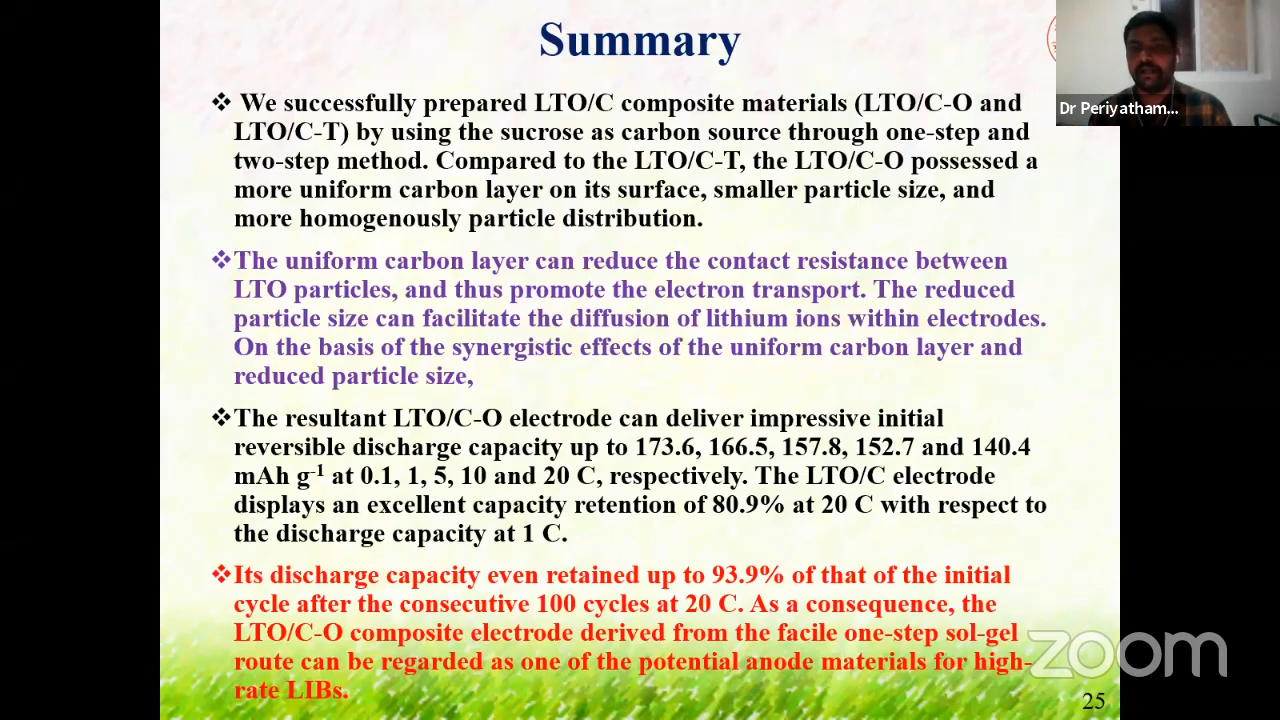 Summary
❖ We successfully prepared LTO/C composite materials (LTO/C-O and
LTO/C-T) by using the sucrose as carbon source through one-step and
two-step method. Compared to the LTO/C-T, the LTO/C-O possessed a
more uniform carbon layer on its surface, smaller particle size, and
more homogenously particle distribution.
❖The uniform carbon layer can reduce the contact resistance between
LTO particles, and thus promote the electron transport. The reduced
particle size can facilitate the diffusion of lithium ions within electrodes.
On the basis of the synergistic effects of the uniform carbon layer and
reduced particle size,
❖The resultant LTO/C-O electrode can deliver impressive initial
reversible discharge capacity up to 173.6, 166.5, 157.8, 152.7 and 140.4
mAh g-1 at 0.1, 1, 5, 10 and 20 C, respectively. The LTO/C electrode
displays an excellent capacity retention of 80.9% at 20 C with respect to
the discharge capacity at 1 C.
❖Its discharge capacity even retained up to 93.9% of that of the initial
cycle after the consecutive 100 cycles at 20 C. As a consequence, the
LTO/C-O composite electrode derived from the facile one-step sol-gel
route can be regarded as one of the potential anode materials for high-
rate LIBs.
25
Dr Periyatham...
zoom